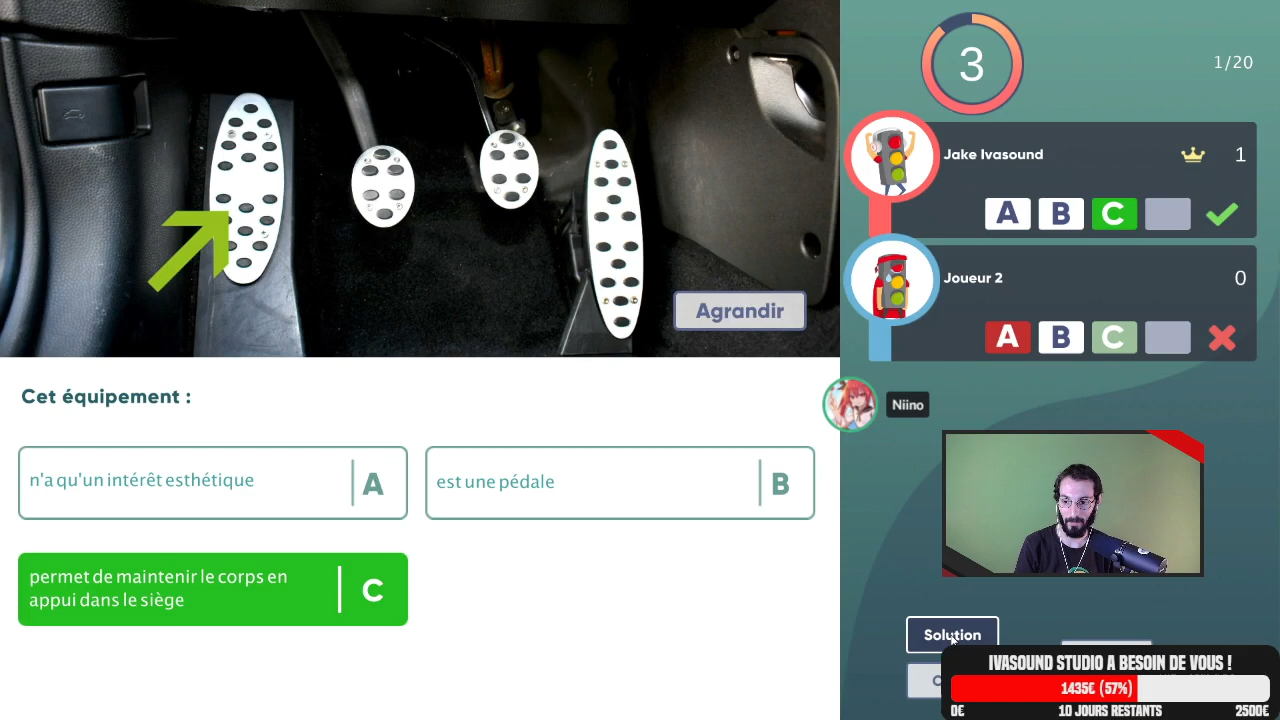 3
1/20
Jake Ivasound
1
A B C
Joueur 2
0
A B C
Agrandir
Cet équipement :
Niino
n'a qu'un intérêt esthétique
A
est une pédale
B
permet de maintenir le corps en
appui dans le siège
C
Solution
IVASOUND STUDIO A BESOIN DE VOUS !
1435€ (57%)
0€
10 JOURS RESTANTS
2500€